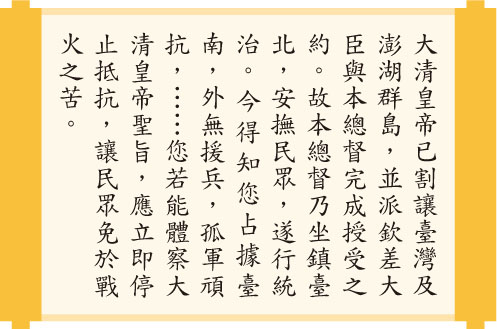 大清皇帝已割讓臺灣及
澎湖群島，並派欽差大
臣與本總督完成授受之
約。故本總督乃坐鎮臺
北，安撫民眾，遂行統
治。今得知您占據臺
南，外無援兵，孤軍頑
抗，……您若能體察大
清皇帝聖旨，應立即停
止抵抗，讓民眾免於戰
火之苦。